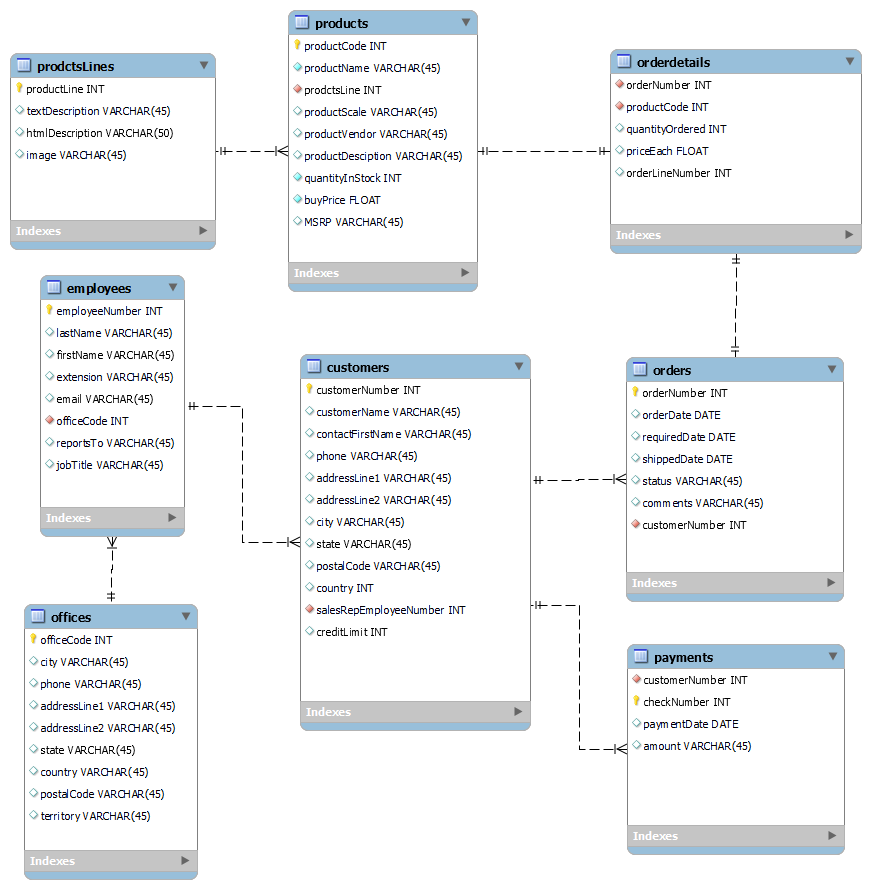 prodctsLines
productLine INT
textDescription VARCHAR(45)
htmlDescription VARCHAR(50)
image VARCHAR(45)
Indexes
products
productCode INT
productName VARCHAR(45)
prodctsLine INT
productScale VARCHAR(45)
productVendor VARCHAR(45)
productDesciption VARCHAR(45)
quantityInStock INT
buyPrice FLOAT
MSRP VARCHAR(45)
Indexes
orderdetails
orderNumber INT
productCode INT
quantityOrdered INT
priceEach FLOAT
orderLineNumber INT
Indexes
employees
employeeNumber INT
lastName VARCHAR(45)
firstName VARCHAR(45)
extension VARCHAR(45)
email VARCHAR(45)
officeCode INT
reportsTo VARCHAR(45)
jobTitle VARCHAR(45)
Indexes
customers
customerNumber INT
customerName VARCHAR(45)
contactFirstName VARCHAR(45)
phone VARCHAR(45)
addressLine1 VARCHAR(45)
addressLine2 VARCHAR(45)
city VARCHAR(45)
state VARCHAR(45)
postalCode VARCHAR(45)
country INT
salesRepEmployeeNumber INT
creditLimit INT
Indexes
orders
orderNumber INT
orderDate DATE
requiredDate DATE
shippedDate DATE
status VARCHAR(45)
comments VARCHAR(45)
customerNumber INT
Indexes
offices
officeCode INT
city VARCHAR(45)
phone VARCHAR(45)
addressLine1 VARCHAR(45)
addressLine2 VARCHAR(45)
state VARCHAR(45)
country VARCHAR(45)
postalCode VARCHAR(45)
territory VARCHAR(45)
Indexes
payments
customerNumber INT
checkNumber INT
paymentDate DATE
amount VARCHAR(45)
Indexes